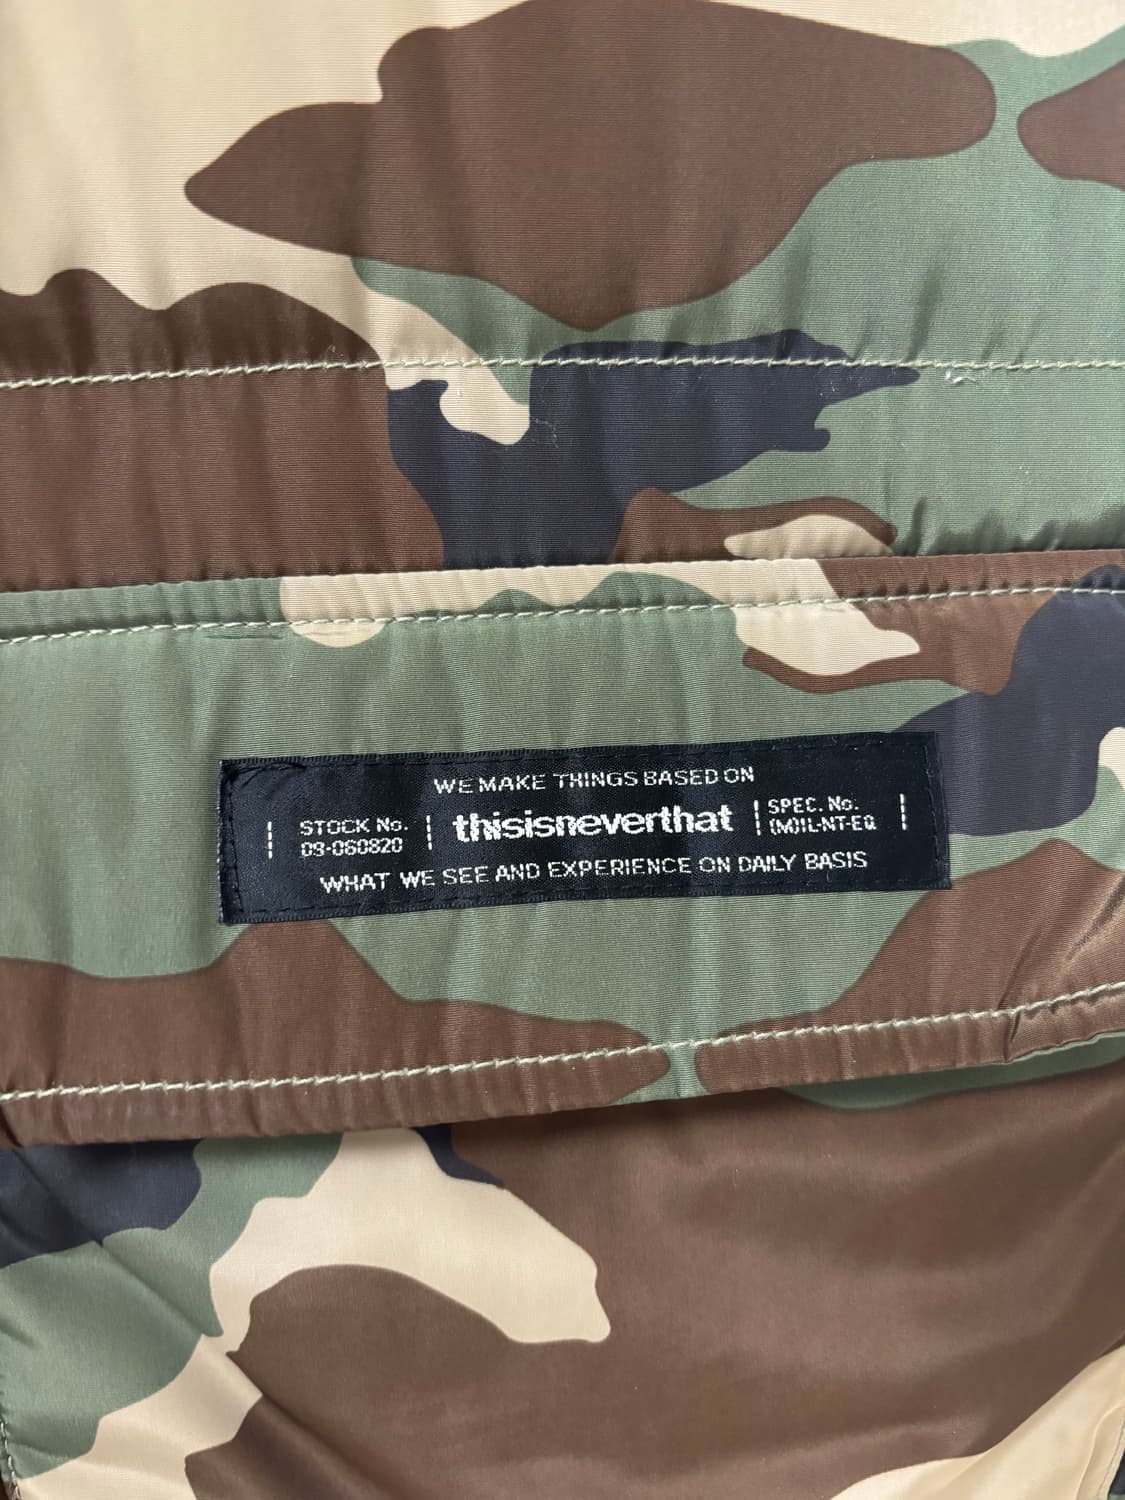 WE MAKE THINGS BASED ON
STOCK No.
09-060820
thisisneverthat
SPEC. No.
(M)IL-NT-EQ
WHAT WE SEE AND EXPERIENCE ON DAILY BASIS